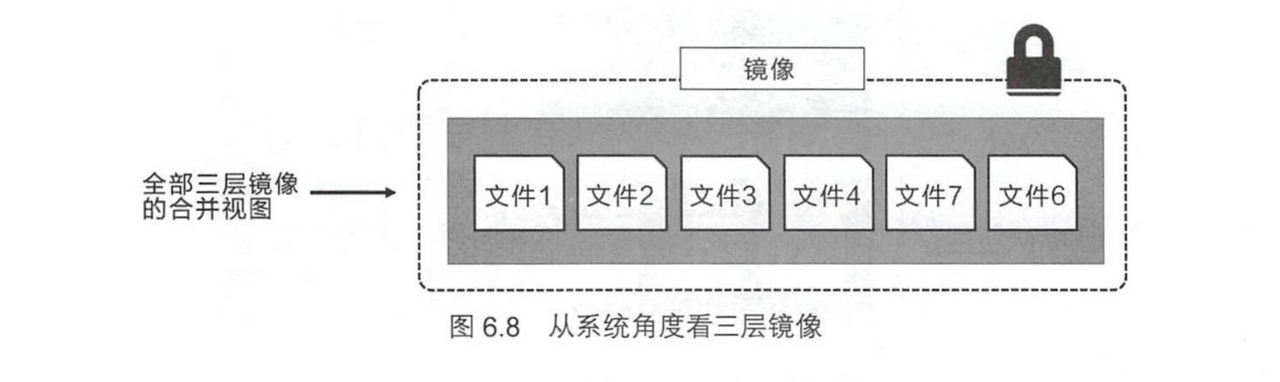 镜像
全部三层镜像
的合并视图
文件1
文件2
文件3
文件4
文件7
文件6
图 6.8 从系统角度看三层镜像